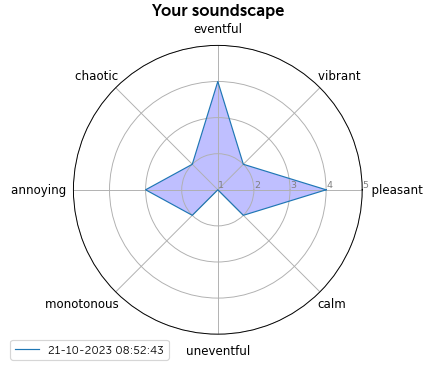 Your soundscape
eventful
chaotic
vibrant
annoying
1
2
3
4
5
pleasant
monotonous
calm
21-10-2023 08:52:43
uneventful